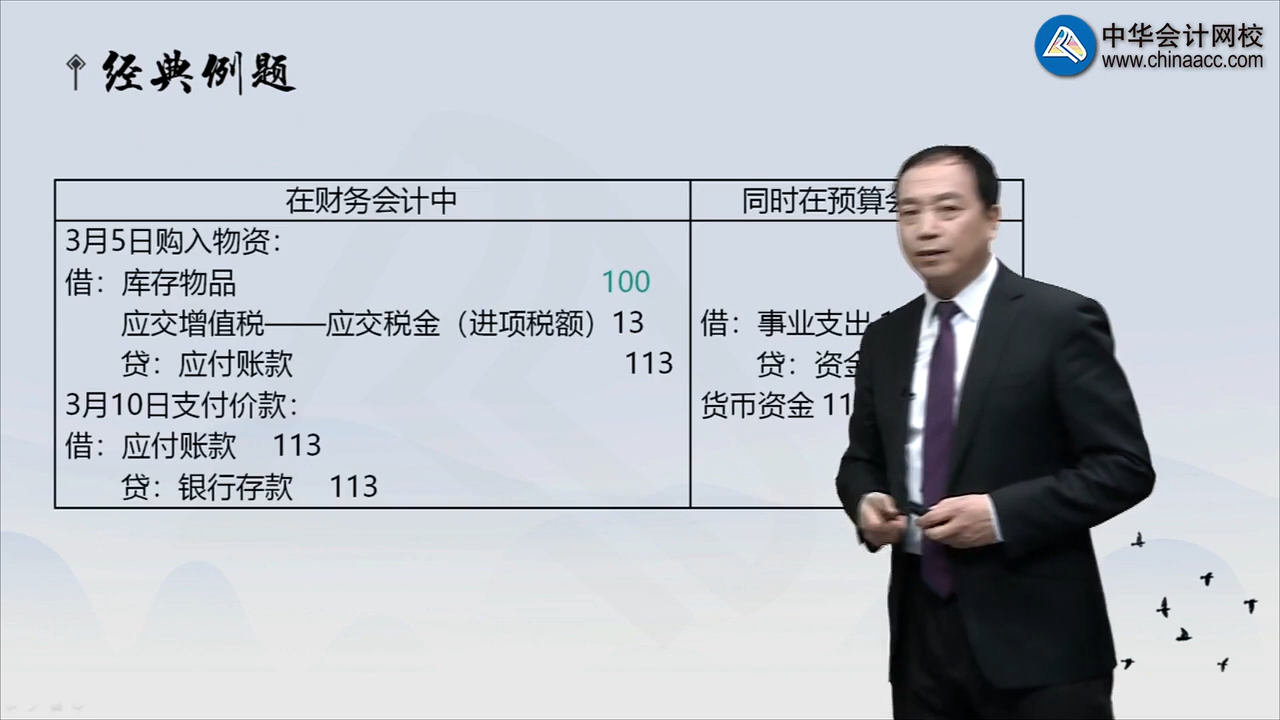 经典例题
中华会计网校
www.chinaacc.com
在财务会计中
同时在预算
3月5日购入物资：
借：库存物品 100
应交增值税——应交税金（进项税额）13
贷：应付账款 113
3月10日支付价款：
借：应付账款 113
贷：银行存款 113
借：事业支出
贷：资金
货币资金 11